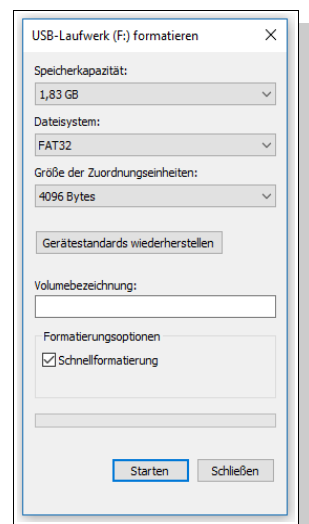 USB-Laufwerk (F:) formatieren
Speicherkapazität:
1,83 GB
Dateisystem:
FAT32
Größe der Zuordnungseinheiten:
4096 Bytes
Gerätestandards wiederherstellen
Volumebezeichnung:
Formatierungsoptionen
Schnellformatierung
Starten Schließen